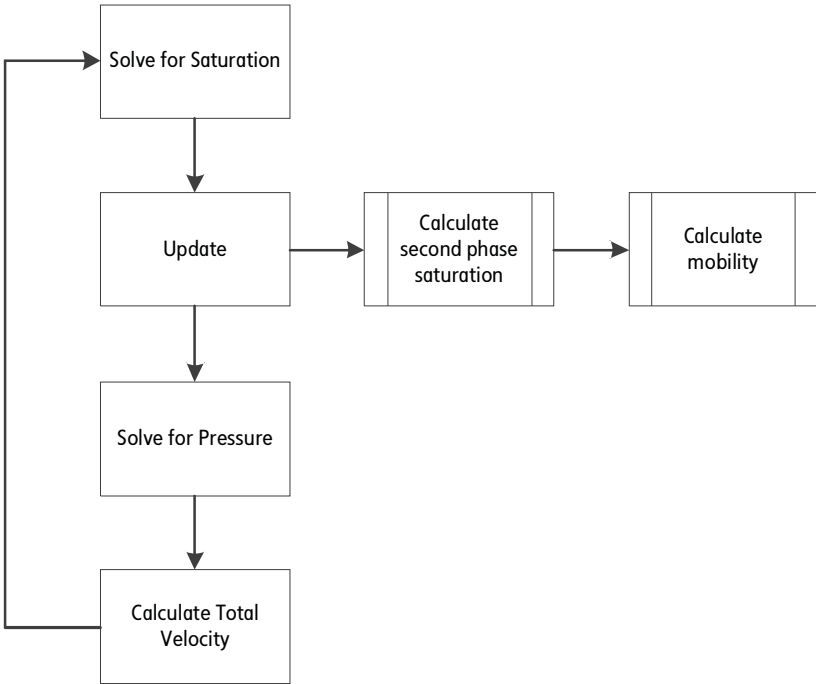 Solve for Saturation
Update
Calculate
second phase
saturation
Calculate
mobility
Solve for Pressure
Calculate Total
Velocity